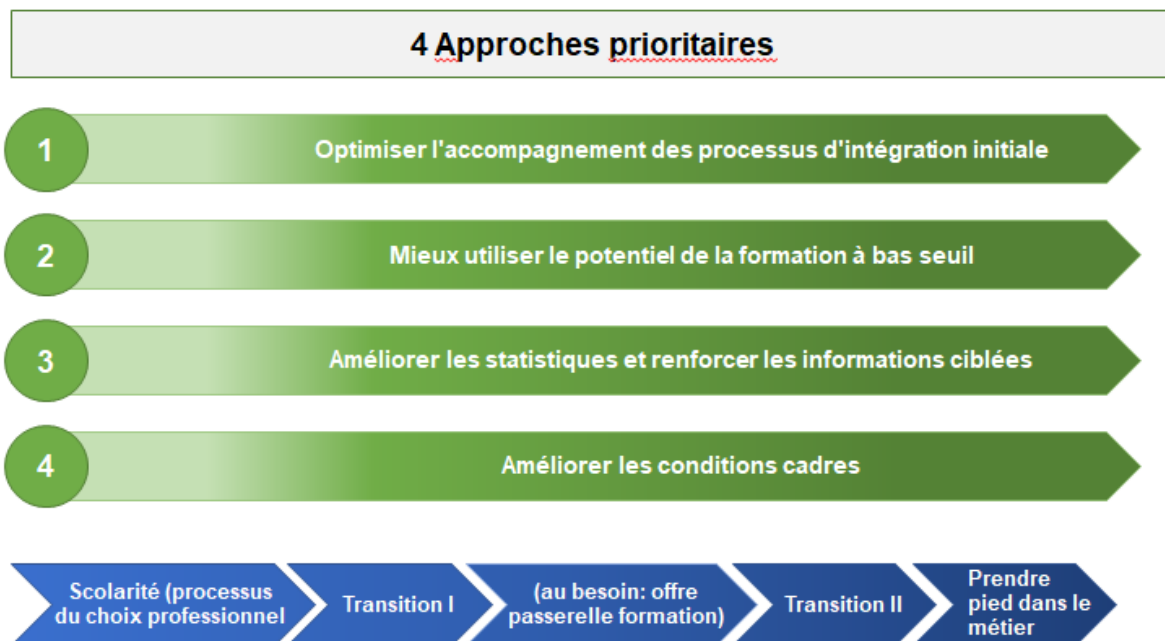 4 Approches prioritaires
1
Optimiser l'accompagnement des processus d'intégration initiale
2
Mieux utiliser le potentiel de la formation à bas seuil
3
Améliorer les statistiques et renforcer les informations ciblées
4
Améliorer les conditions cadres
Scolarité (processus
du choix professionnel
Transition I
(au besoin: offre
passerelle formation)
Transition II
Prendre
pied dans le
métier